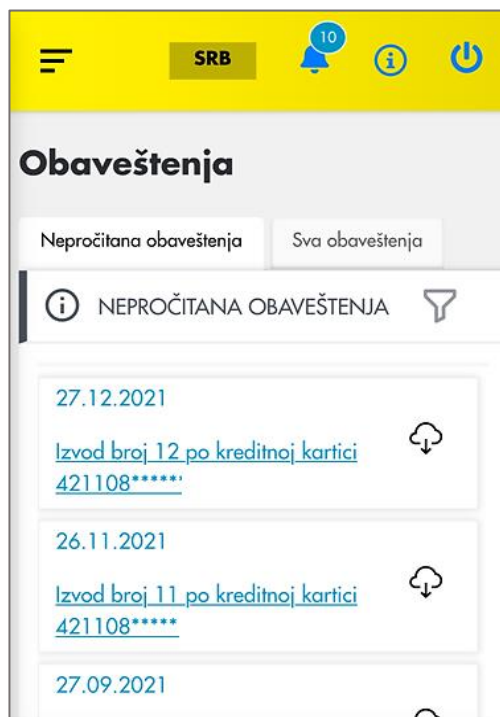 SRB
10
Obaveštenja
Nepročitana obaveštenja
Sva obaveštenja
NEPROČITANA OBAVEŠTENJA
27.12.2021
Izvod broj 12 po kreditnoj kartici
421108*****'
26.11.2021
Izvod broj 11 po kreditnoj kartici
421108*****
27.09.2021